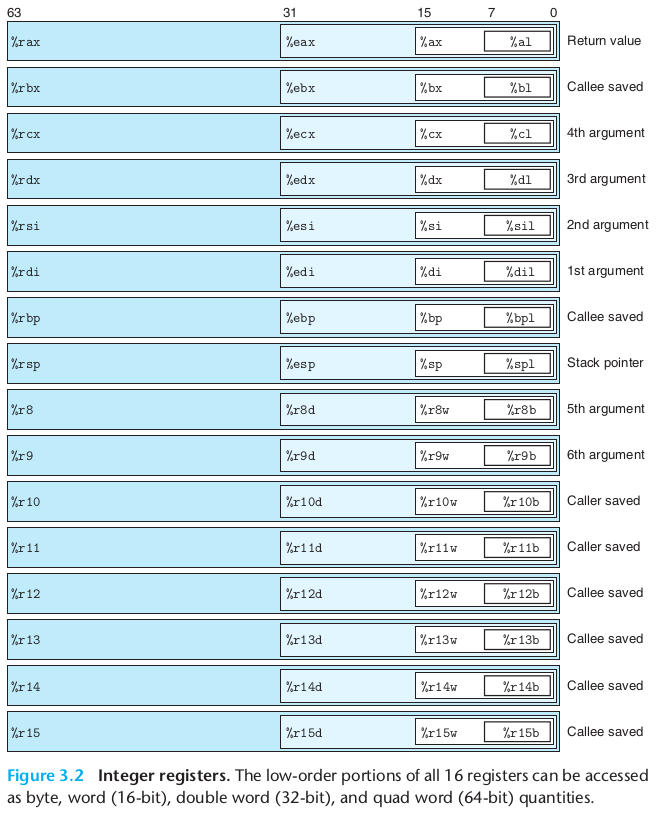 63 31 15 7 0
%rax %eax %ax %al Return value
%rbx %ebx %bx %bl Callee saved
%rcx %ecx %cx %cl 4th argument
%rdx %edx %dx %dl 3rd argument
%rsi %esi %si %sil 2nd argument
%rdi %edi %di %dil 1st argument
%rbp %ebp %bp %bpl Callee saved
%rsp %esp %sp %spl Stack pointer
%r8 %r8d %r8w %r8b 5th argument
%r9 %r9d %r9w %r9b 6th argument
%r10 %r10d %r10w %r10b Caller saved
%r11 %r11d %r11w %r11b Caller saved
%r12 %r12d %r12w %r12b Callee saved
%r13 %r13d %r13w %r13b Callee saved
%r14 %r14d %r14w %r14b Callee saved
%r15 %r15d %r15w %r15b Callee saved
Figure 3.2 Integer registers. The low-order portions of all 16 registers can be accessed
as byte, word (16-bit), double word (32-bit), and quad word (64-bit) quantities.